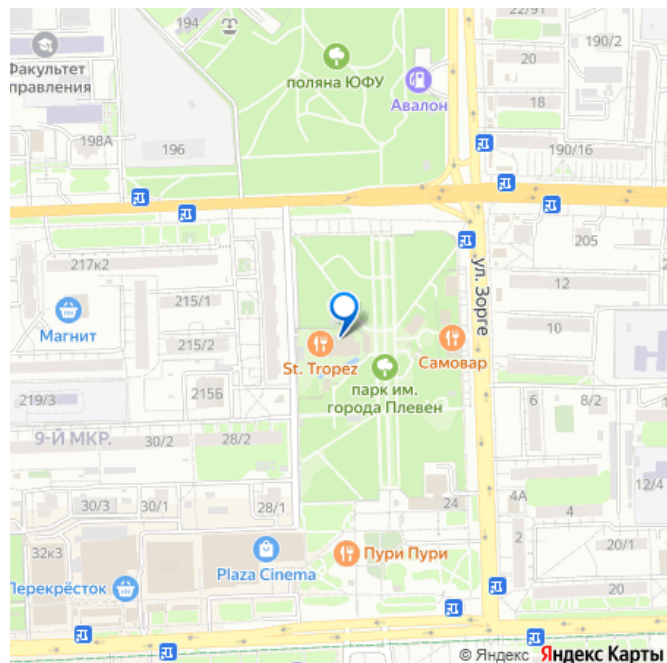 194
22/91
190/2
Факультет
правления
поляна ЮФУ
20
Авалон
18
198А
196
190/16
205
217к2
12
ул. Зорге
215/1
Магнит
10
215/2
St. Tropez
Самовар
парк им.
города Плевен
219/3
215Б
6
8/2
9-Й МКР.
30/2
28/2
12/4
30/3
30/1
28/1
24
4А
4
2
32к3
Plaza Cinema
Пури Пури
20/1
Перекрёсток
20
© Яндекс Яндекс Карты